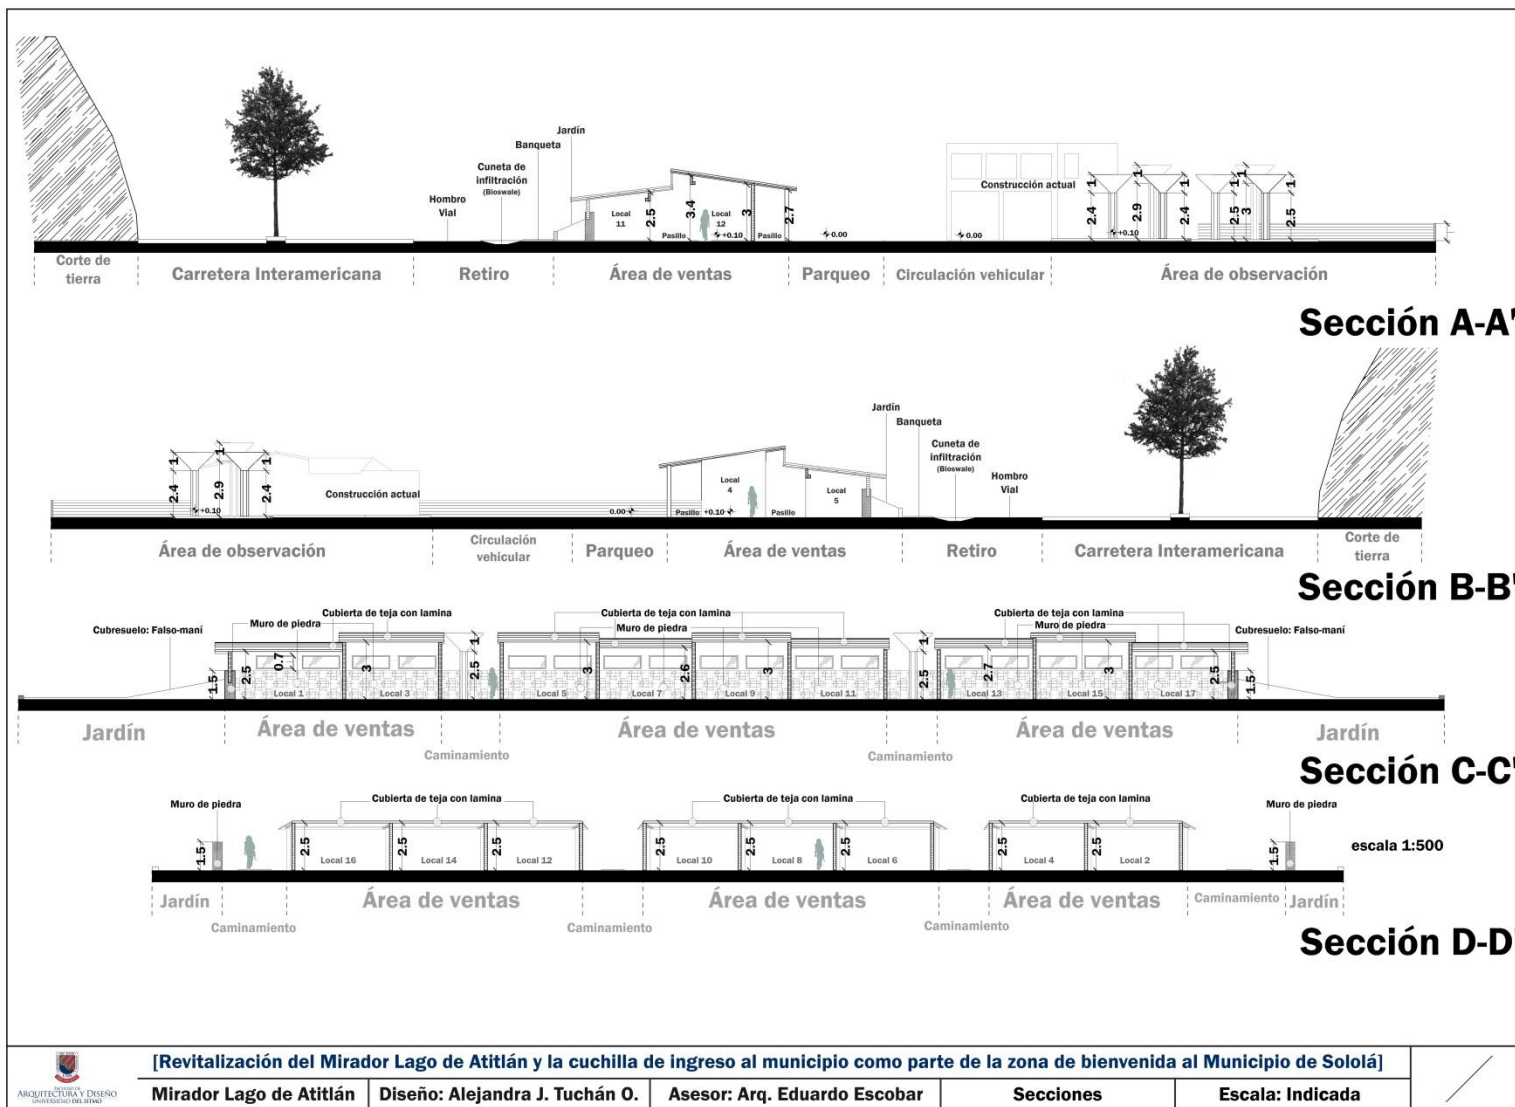 Jardín
Banqueta
Cuneta de
infiltración
(Bioswale)
Hombro
Vial
Local
11
2.5
3.4
Local
12
3
2.7
Pasillo
+0.10
Pasillo
0.00
Construcción actual
0.00
1
2.4
1
2.9
1
2.4
+0.10
1
2.5
1
3
1
2.5
Corte de
tierra
Carretera Interamericana
Retiro
Área de ventas
Parqueo
Circulación vehicular
Área de observación
Sección A-A'
1
2.4
1
2.9
1
2.4
+0.10
Construcción actual
0.00
Local
4
Pasillo
+0.10
Pasillo
Local
5
Jardín
Banqueta
Cuneta de
infiltración
(Bioswale)
Hombro
Vial
Área de observación
Circulación
vehicular
Parqueo
Área de ventas
Retiro
Carretera Interamericana
Corte de
tierra
Sección B-B'
Cubierta de teja con lamina
Cubierta de teja con lamina
Cubierta de teja con lamina
Muro de piedra
Muro de piedra
Muro de piedra
Cubresuelo: Falso-maní
Cubresuelo: Falso-maní
1.5
2.5
0.7
3
2.5
1
3
2.6
3
2.5
1
2.7
3
2.5
1.5
Local 1
Local 3
Local 5
Local 7
Local 9
Local 11
Local 13
Local 15
Local 17
Jardín
Área de ventas
Caminamiento
Área de ventas
Caminamiento
Área de ventas
Jardín
Sección C-C'
Muro de piedra
Cubierta de teja con lamina
Cubierta de teja con lamina
Cubierta de teja con lamina
Muro de piedra
1.5
2.5
2.5
2.5
2.5
2.5
2.5
2.5
2.5
1.5
escala 1:500
Local 16
Local 14
Local 12
Local 10
Local 8
Local 6
Local 4
Local 2
Jardín
Caminamiento
Área de ventas
Caminamiento
Área de ventas
Caminamiento
Área de ventas
Caminamiento
Jardín
Sección D-D'
[Revitalización del Mirador Lago de Atitlán y la cuchilla de ingreso al municipio como parte de la zona de bienvenida al Municipio de Sololá]
ARQUITECTURA Y DISEÑO
UNIVERSIDAD DEL ISTMO
Mirador Lago de Atitlán
Diseño: Alejandra J. Tuchán O.
Asesor: Arq. Eduardo Escobar
Secciones
Escala: Indicada